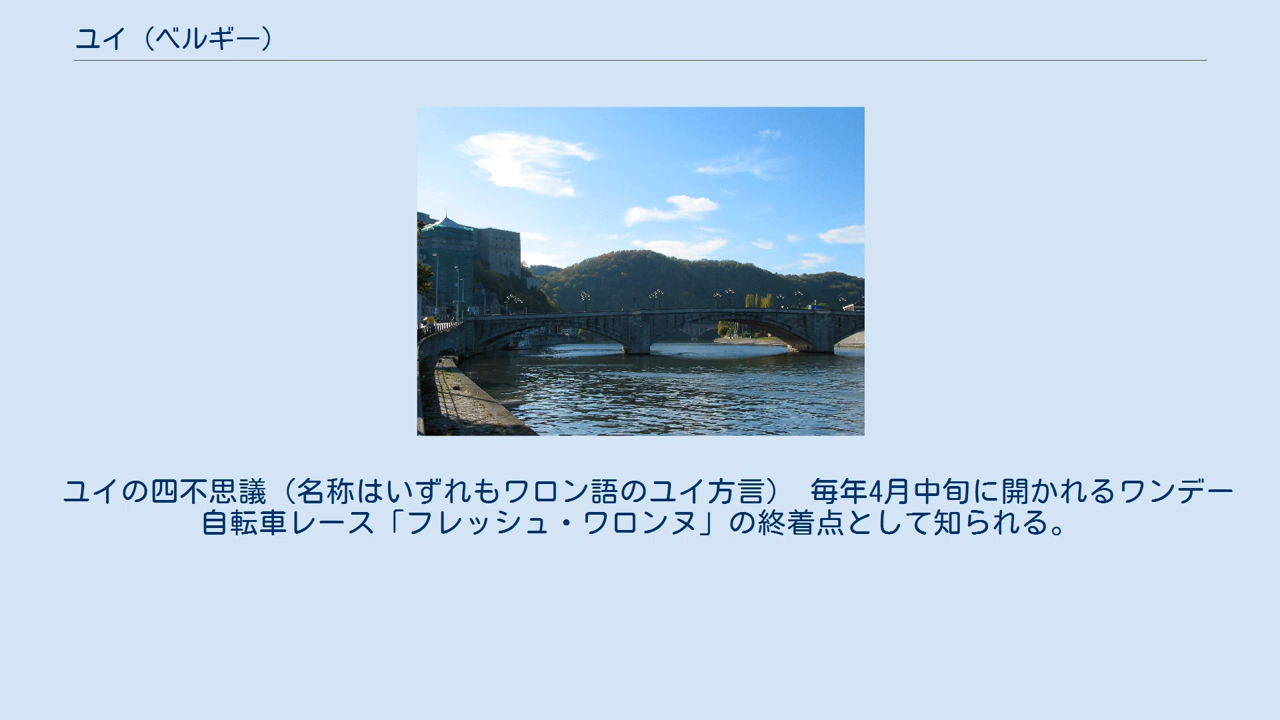 ユイ（ベルギー）
ユイの四不思議（名称はいずれもワロン語のユイ方言） 毎年4月中旬に開かれるワンデー
自転車レース「フレッシュ・ワロンヌ」の終着点として知られる。